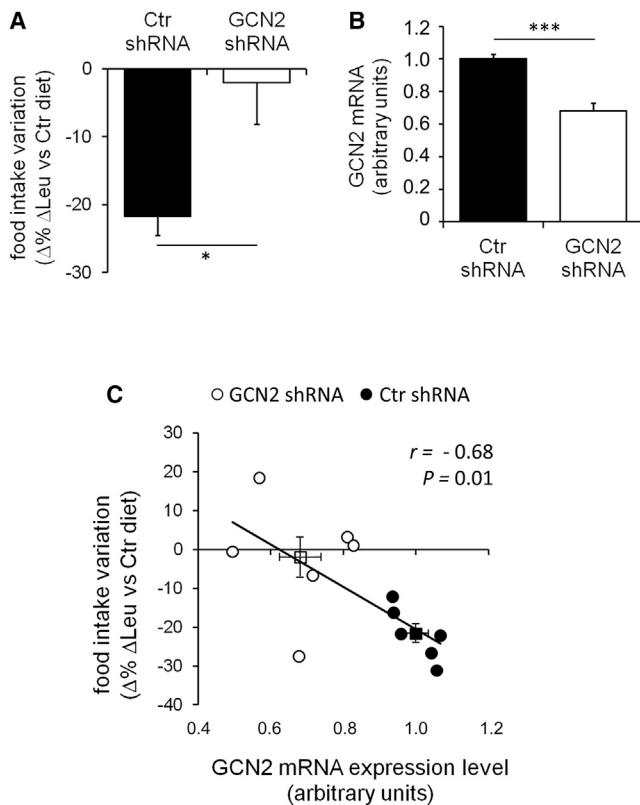 A
Ctr shRNA
GCN2 shRNA
food intake variation
(Δ% ΔLeu vs Ctr diet)
0
-10
-20
-30
*
B
GCN2 mRNA
(arbitrary units)
1.2
1.0
0.8
0.6
0.4
0.2
0
***
Ctr shRNA
GCN2 shRNA
C
GCN2 shRNA
Ctr shRNA
r = - 0.68
P = 0.01
food intake variation
(Δ% ΔLeu vs Ctr diet)
30
20
10
0
-10
-20
-30
-40
0.4
0.6
0.8
1.0
1.2
GCN2 mRNA expression level
(arbitrary units)